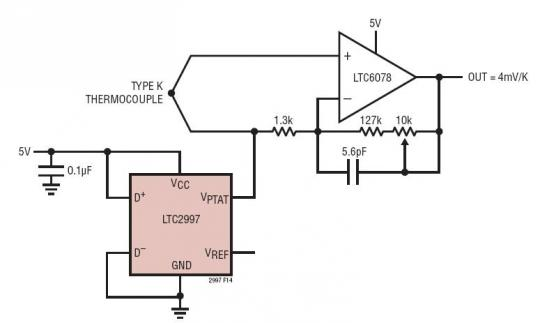 5V
LTC6078
OUT = 4mV/K
+
−
TYPE K
THERMOCOUPLE
1.3k
127k
10k
5.6pF
5V
0.1µF
VCC
D+
VPTAT
LTC2997
D−
VREF
GND
2997 F14